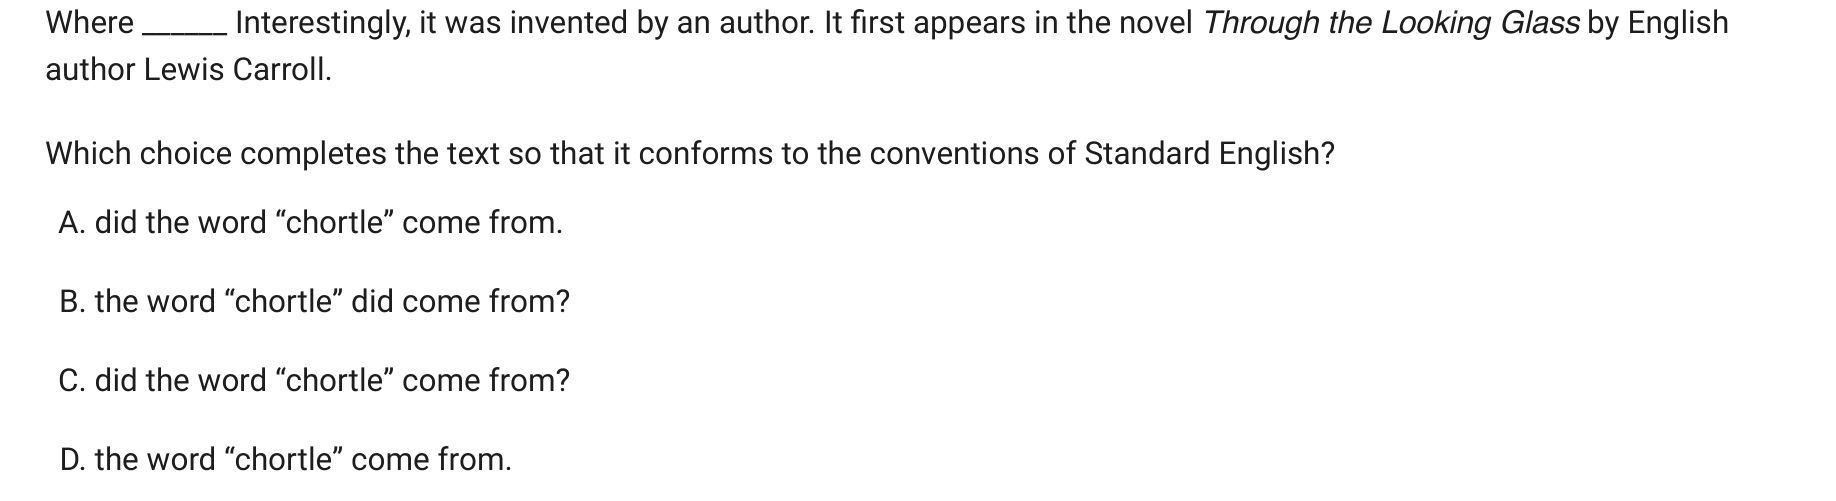 Where ______ Interestingly, it was invented by an author. It first appears in the novel Through the Looking Glass by English
author Lewis Carroll.
Which choice completes the text so that it conforms to the conventions of Standard English?
A. did the word “chortle” come from.
B. the word “chortle” did come from?
C. did the word “chortle” come from?
D. the word “chortle” come from.